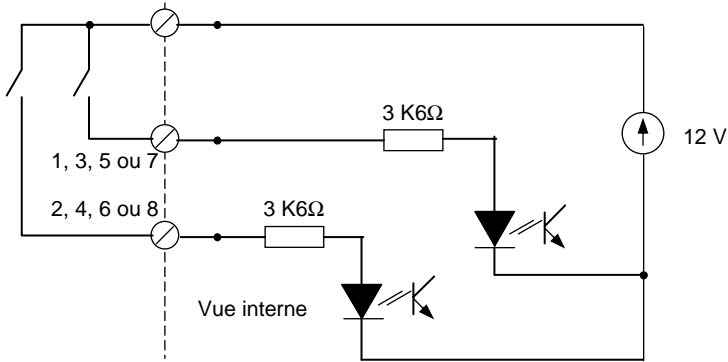 3 K6Ω
12 V
1, 3, 5 ou 7
2, 4, 6 ou 8
3 K6Ω
Vue interne